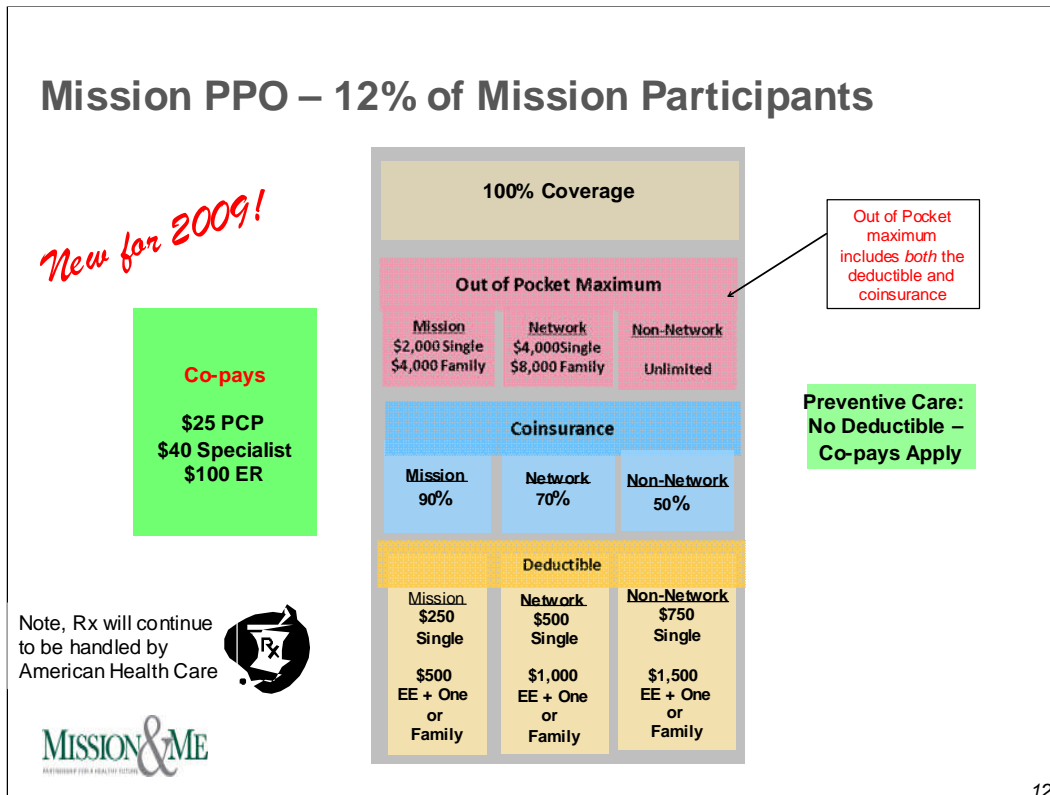 Mission PPO – 12% of Mission Participants
New for 2009!
Co-pays
$25 PCP
$40 Specialist
$100 ER
Note, Rx will continue
to be handled by
American Health Care
Rx
MISSION&ME
PARTNERSHIP FOR A HEALTHY FUTURE
100% Coverage
Out of Pocket Maximum
Mission
$2,000 Single
$4,000 Family
Network
$4,000Single
$8,000 Family
Non-Network
Unlimited
Coinsurance
Mission
90%
Network
70%
Non-Network
50%
Deductible
Mission
$250
Single
$500
EE + One
or
Family
Network
$500
Single
$1,000
EE + One
or
Family
Non-Network
$750
Single
$1,500
EE + One
or
Family
Out of Pocket
maximum
includes both the
deductible and
coinsurance
Preventive Care:
No Deductible –
Co-pays Apply
12